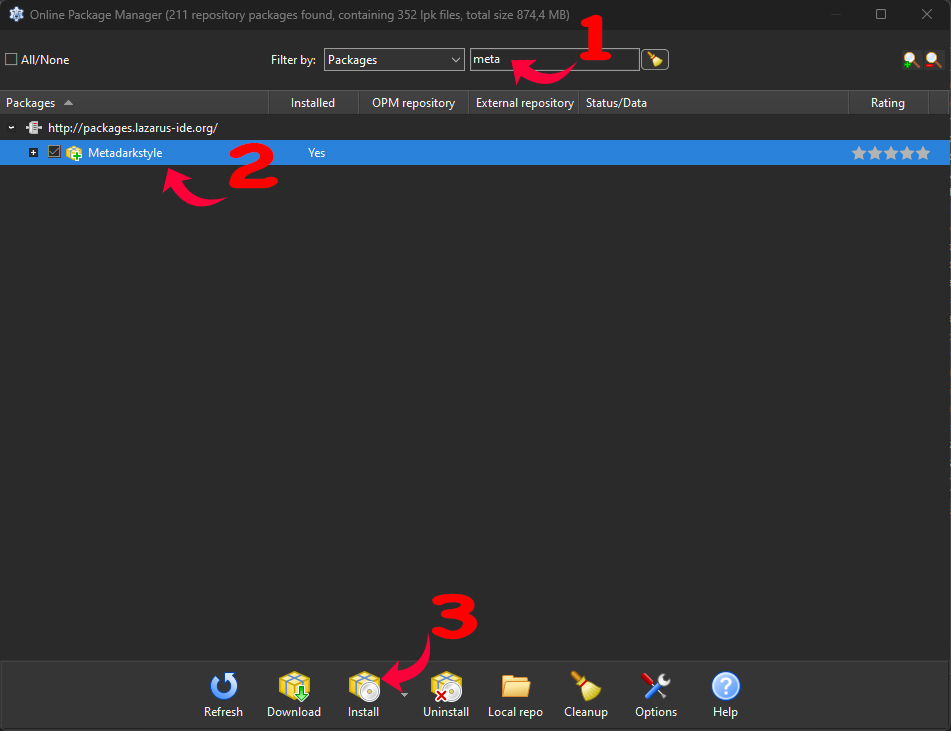 Online Package Manager (211 repository packages found, containing 352 lpk files, total size 874,4 MB)
1
All/None Filter by: Packages meta
Packages Installed OPM repository External repository Status/Data Rating
http://packages.lazarus-ide.org/
Metadarkstyle Yes
2
3
Refresh Download Install Uninstall Local repo Cleanup Options Help